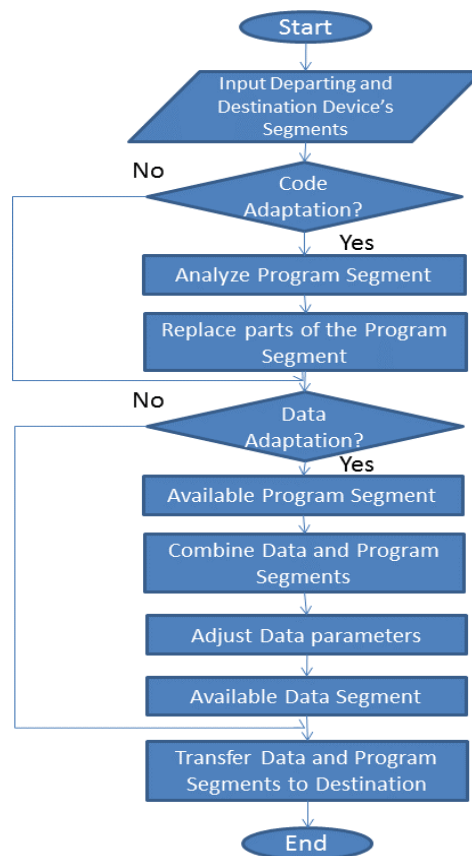 Start
Input Departing and
Destination Device's
Segments
No
Code
Adaptation?
Yes
Analyze Program Segment
Replace parts of the Program
Segment
No
Data
Adaptation?
Yes
Available Program Segment
Combine Data and Program
Segments
Adjust Data parameters
Available Data Segment
Transfer Data and Program
Segments to Destination
End